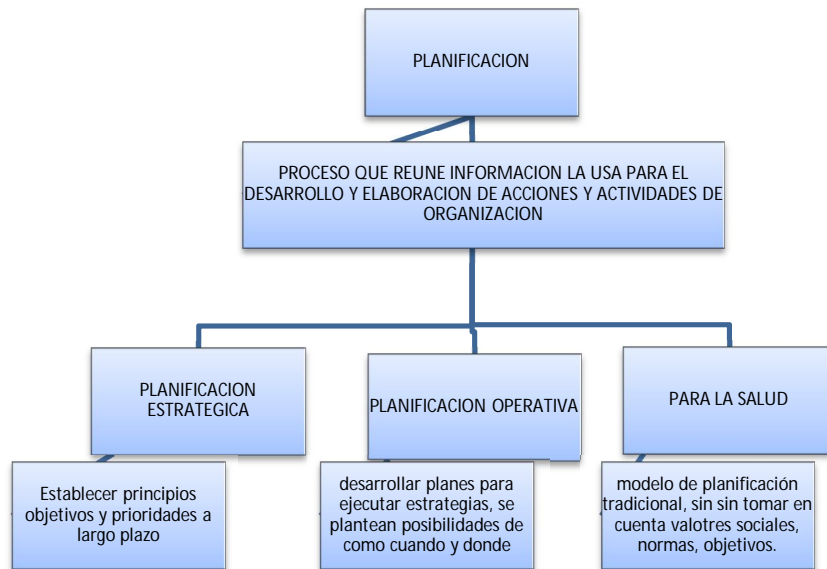 PLANIFICACION
PROCESO QUE REUNE INFORMACION LA USA PARA EL
DESARROLLO Y ELABORACION DE ACCIONES Y ACTIVIDADES DE
ORGANIZACION
PLANIFICACION
ESTRATEGICA
Establecer principios
objetivos y prioridades a
largo plazo
PLANIFICACION OPERATIVA
desarrollar planes para
ejecutar estrategias, se
plantean posibilidades de
como cuando y donde
PARA LA SALUD
modelo de planificación
tradicional, sin sin tomar en
cuenta valotres sociales,
normas, objetivos.